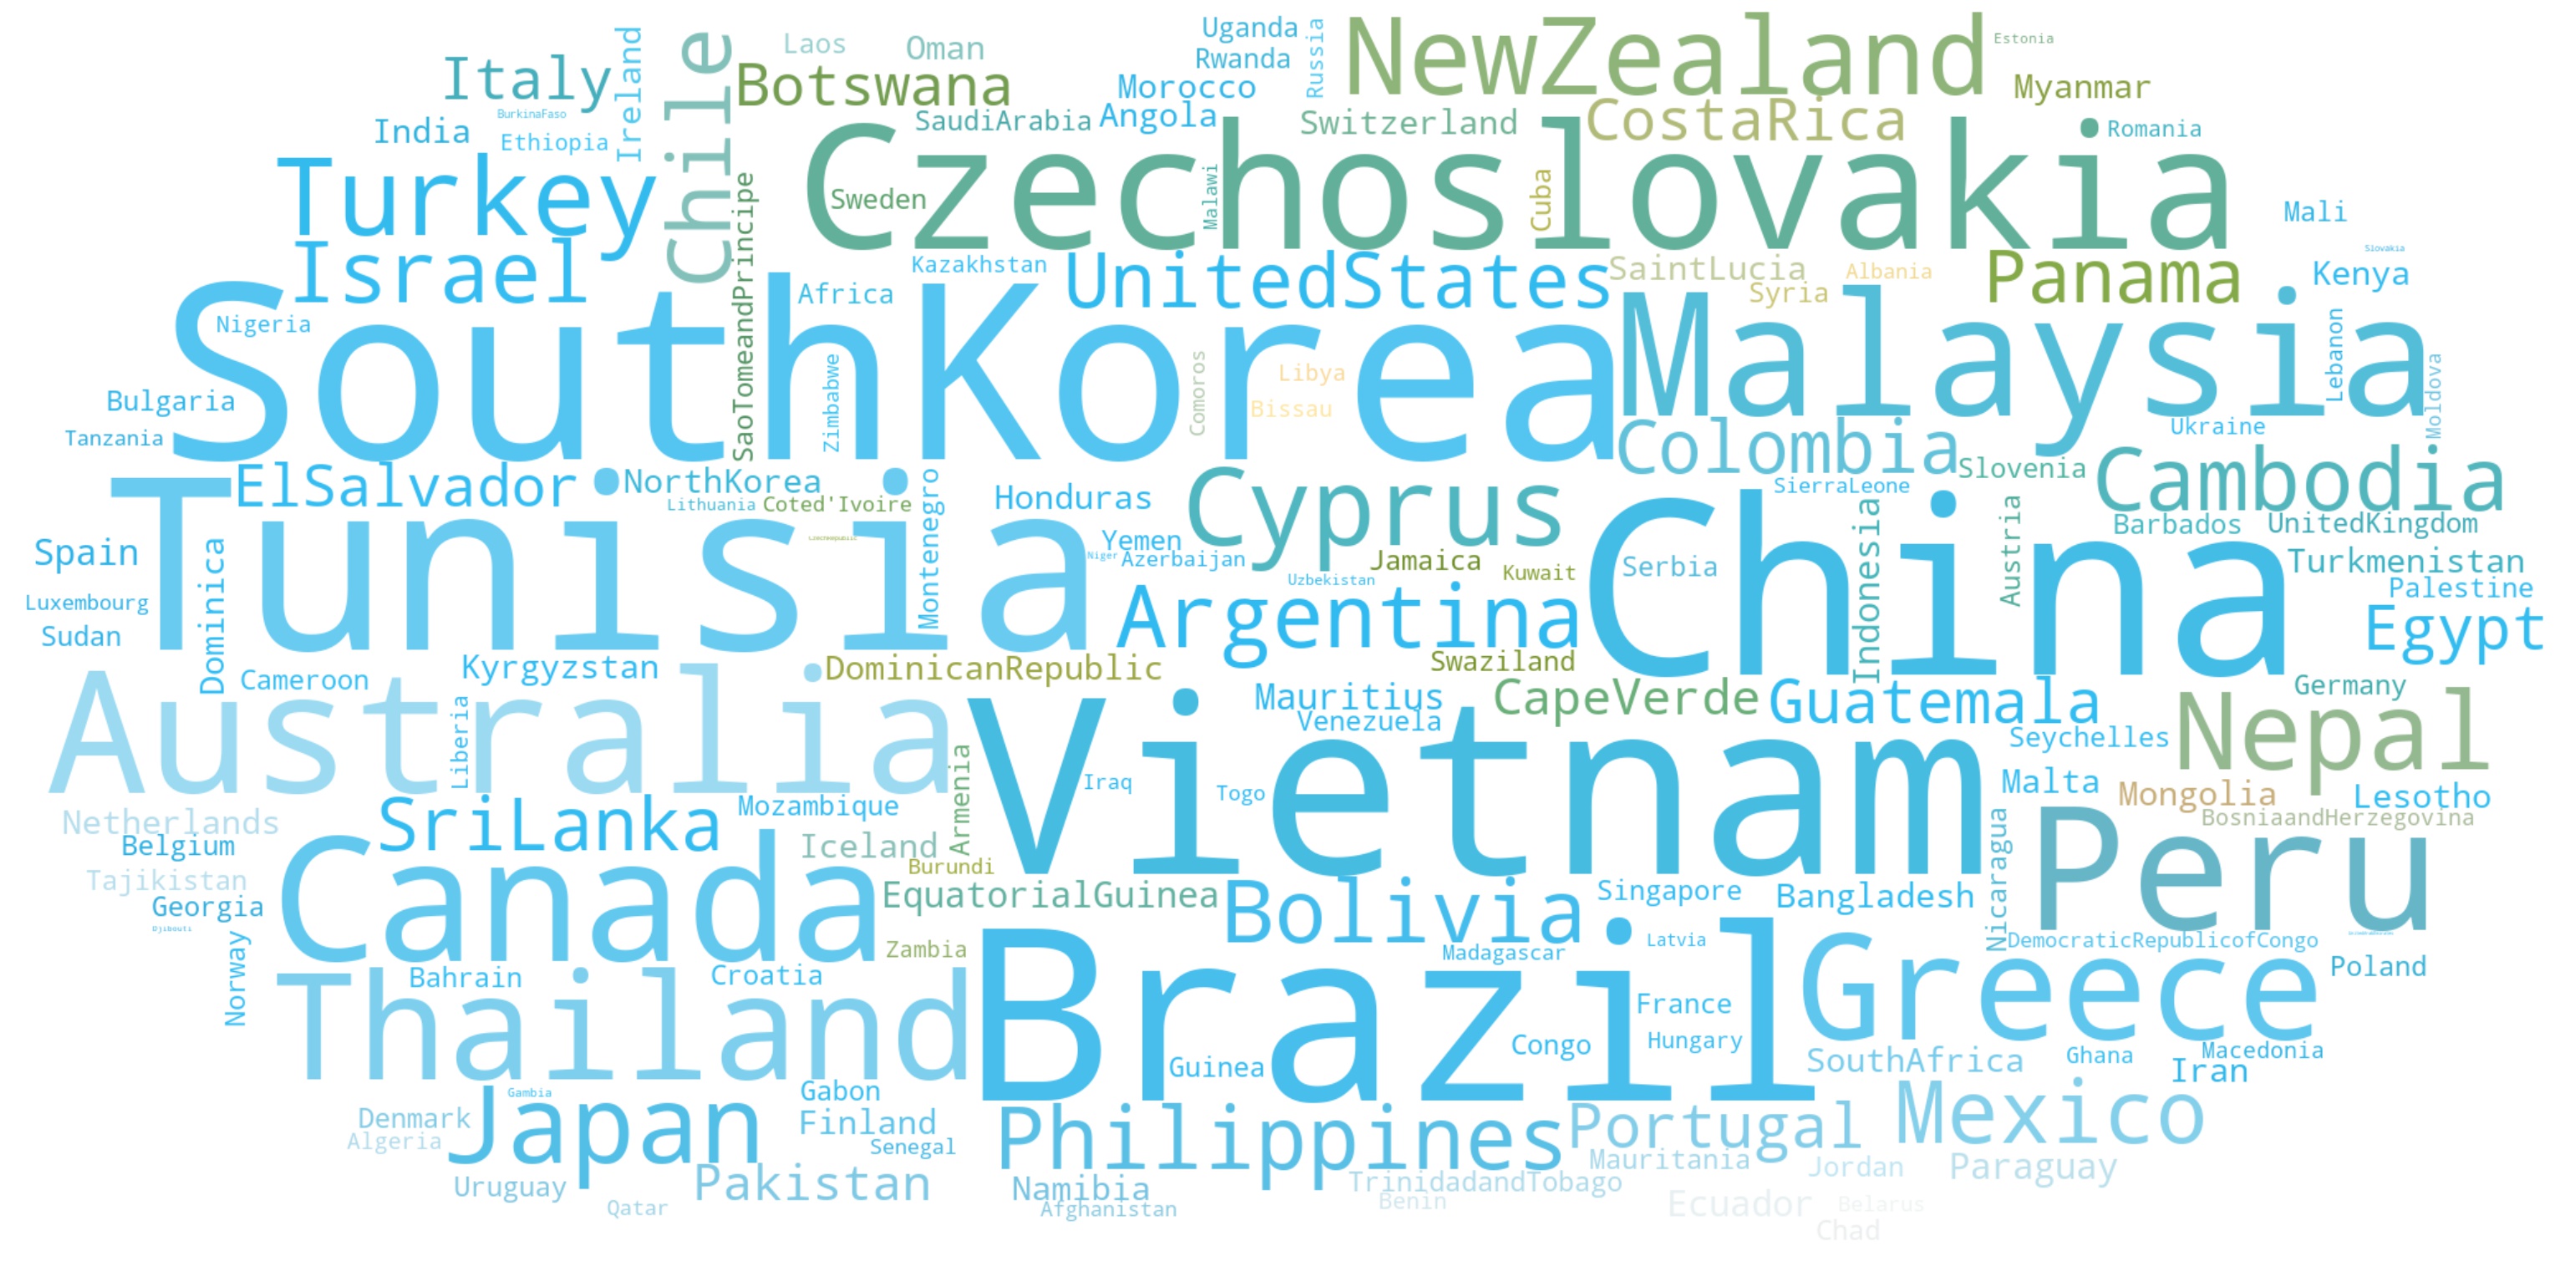 Uganda
NewZealand
Estonia
Italy
Ireland
Chile
Laos
Oman
Rwanda
Russia
Botswana
Morocco
Myanmar
BurkinaFaso
India
Ethiopia
SaudiArabia
Angola
Switzerland
CostaRica
Romania
Turkey
Czechoslovakia
Sweden
Malawi
Cuba
Mali
SaoTomeandPrincipe
Israel
Kazakhstan
UnitedStates
SaintLucia
Albania
Panama
Slovakia
Kenya
Africa
Syria
Nigeria
SouthKorea
Malaysia
Lebanon
Zimbabwe
Comoros
Libya
Moldova
Bulgaria
Bissau
Tanzania
Colombia
Ukraine
ElSalvador
NorthKorea
Slovenia
Cambodia
Lithuania
Coted'Ivoire
Montenegro
Honduras
Cyprus
SierraLeone
Tunisia
China
Indonesia
Austria
Barbados
UnitedKingdom
CzechRepublic
Spain
Yemen
Niger
Azerbaijan
Jamaica
Kuwait
Serbia
Turkmenistan
Uzbekistan
Palestine
Dominica
Luxembourg
Sudan
Argentina
Egypt
Kyrgyzstan
DominicanRepublic
Swaziland
Cameroon
Germany
Australia
Liberia
Mauritius
CapeVerde
Guatemala
Nepal
Venezuela
Seychelles
Armenia
Vietnam
Iraq
Togo
Malta
Mongolia
Lesotho
Netherlands
SriLanka
Mozambique
BosniaandHerzegovina
Belgium
Iceland
Nicaragua
Peru
Tajikistan
Canada
Burundi
Georgia
EquatorialGuinea
Bolivia
Singapore
Bangladesh
Djibouti
Norway
Zambia
Madagascar
Latvia
DemocraticRepublicofCongo
Bahrain
Croatia
Poland
Thailand
Brazil
Greece
France
Hungary
Congo
Guinea
SouthAfrica
Ghana
Macedonia
Iran
Gambia
Gabon
Japan
Denmark
Finland
Philippines
Portugal
Mexico
Algeria
Senegal
Mauritania
Jordan
Paraguay
Uruguay
Pakistan
Namibia
TrinidadandTobago
Qatar
Afghanistan
Benin
Ecuador
Belarus
Chad